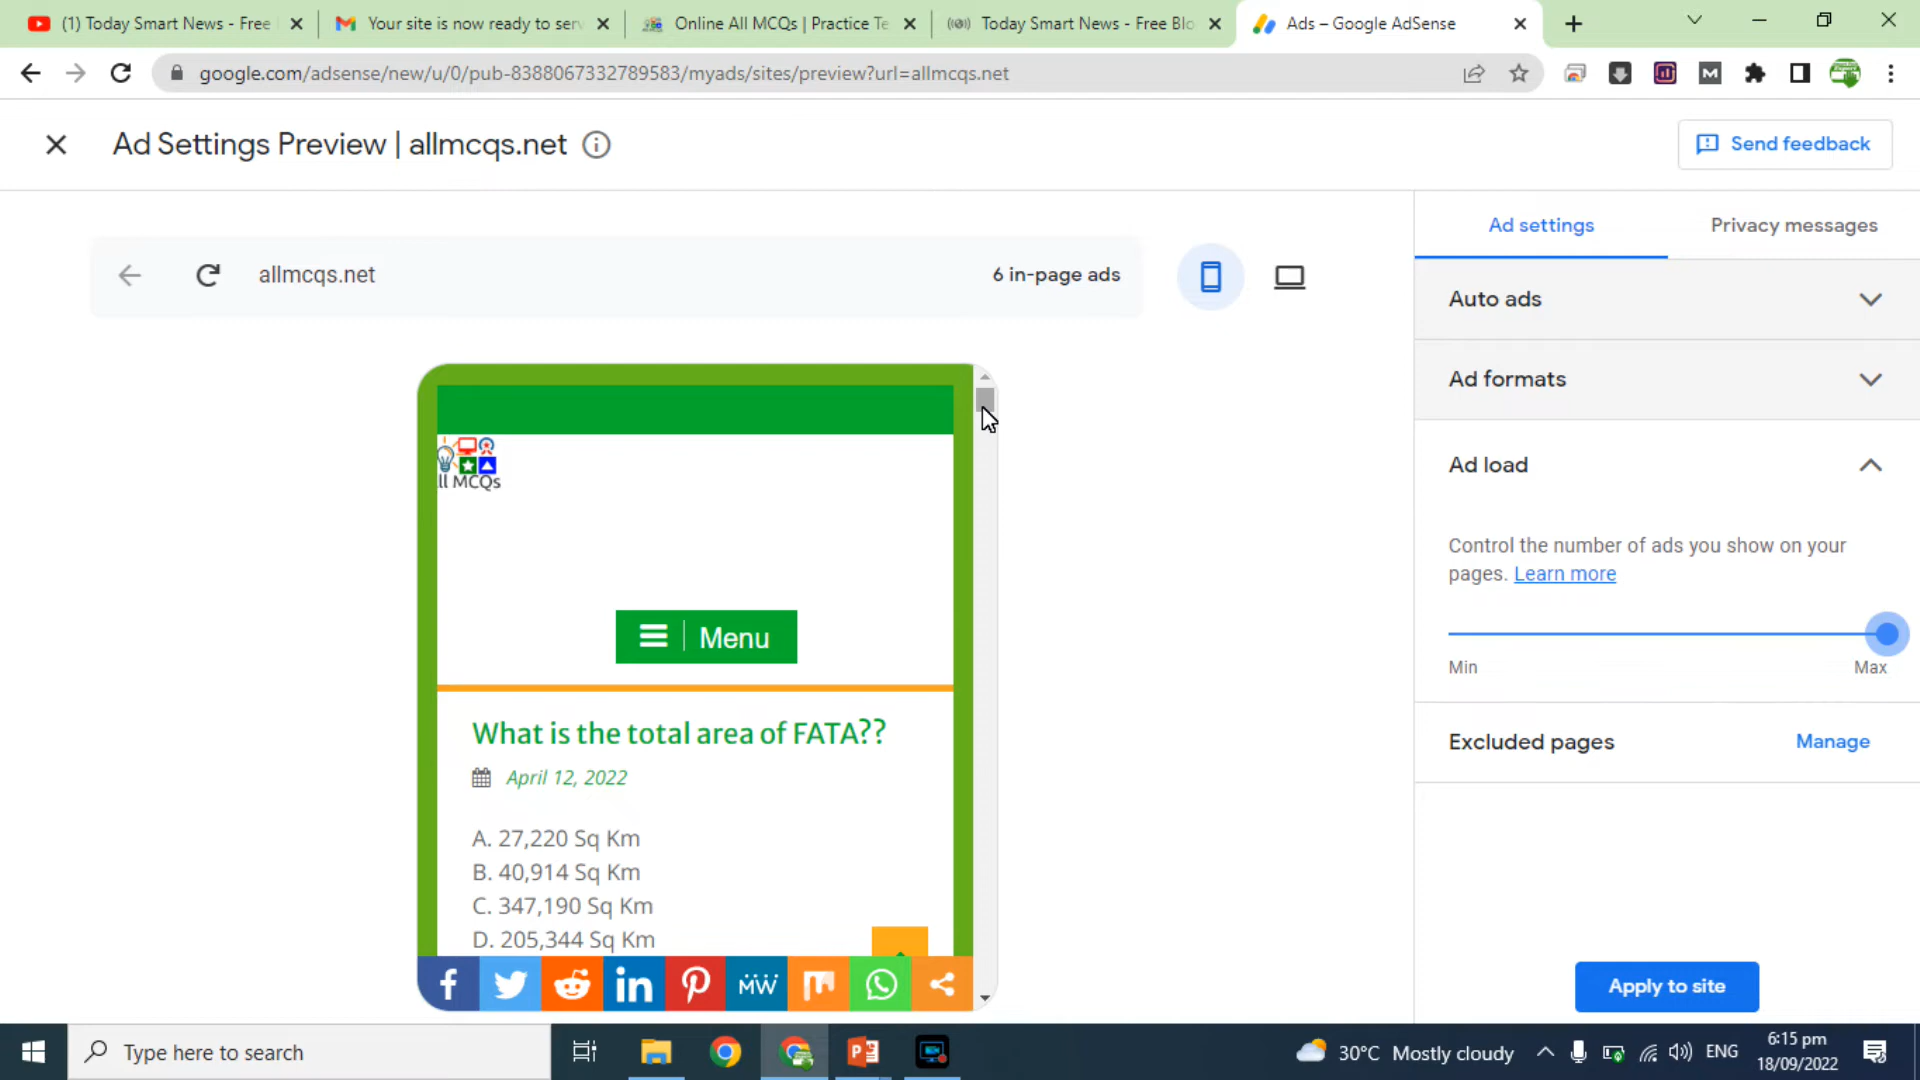 (1) Today Smart News - Free
Your site is now ready to ser
Online All MCQs | Practice Te
Today Smart News - Free Blo
Ads – Google AdSense
google.com/adsense/new/u/0/pub-8388067332789583/myads/sites/preview?url=allmcqs.net
Ad Settings Preview | allmcqs.net
Send feedback
Ad settings
Privacy messages
allmcqs.net
6 in-page ads
Auto ads
Ad formats
ll MCQs
Ad load
Control the number of ads you show on your
pages. Learn more
Menu
Min
Max
What is the total area of FATA??
April 12, 2022
Excluded pages
Manage
A. 27,220 Sq Km
B. 40,914 Sq Km
C. 347,190 Sq Km
D. 205,344 Sq Km
MW
Apply to site
Type here to search
30°C Mostly cloudy
ENG
6:15 pm
18/09/2022